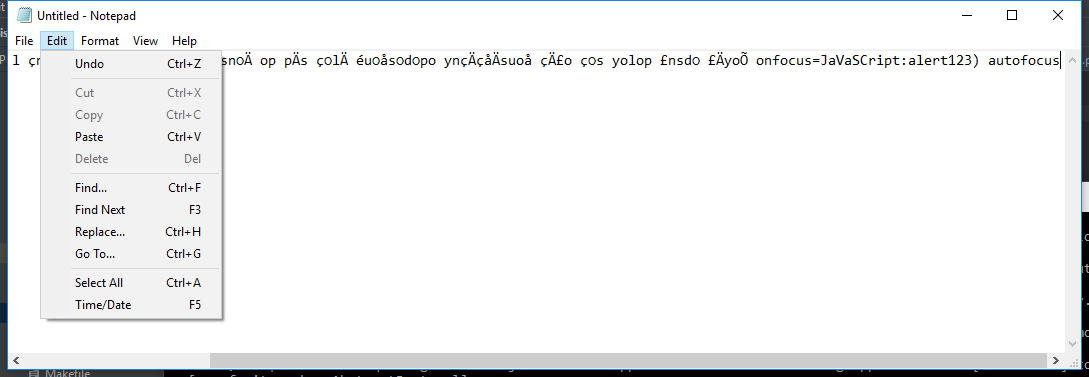 Untitled - Notepad
File Edit Format View Help
snoÄ op pÄs çolÄ éuoåsodopo ynçÄçåÄsuoå çÄ£o ços yolop £nsdo £ÄyoÕ onfocus=JaVaSCript:alert123) autofocus
Undo Ctrl+Z
Cut Ctrl+X
Copy Ctrl+C
Paste Ctrl+V
Delete Del
Find... Ctrl+F
Find Next F3
Replace... Ctrl+H
Go To... Ctrl+G
Select All Ctrl+A
Time/Date F5
Makefile